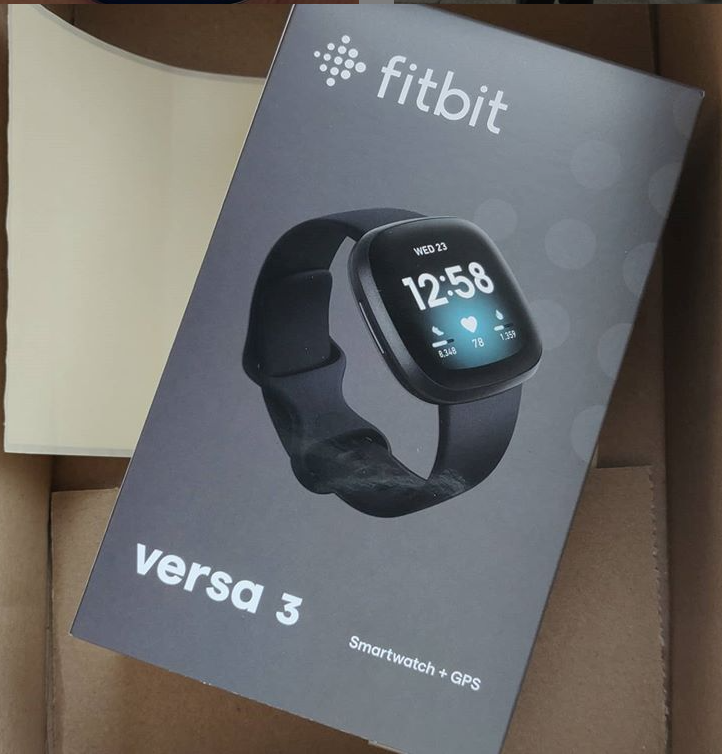 fitbit
WED 23
12:58
8,348 78 1,359
versa 3
Smartwatch + GPS